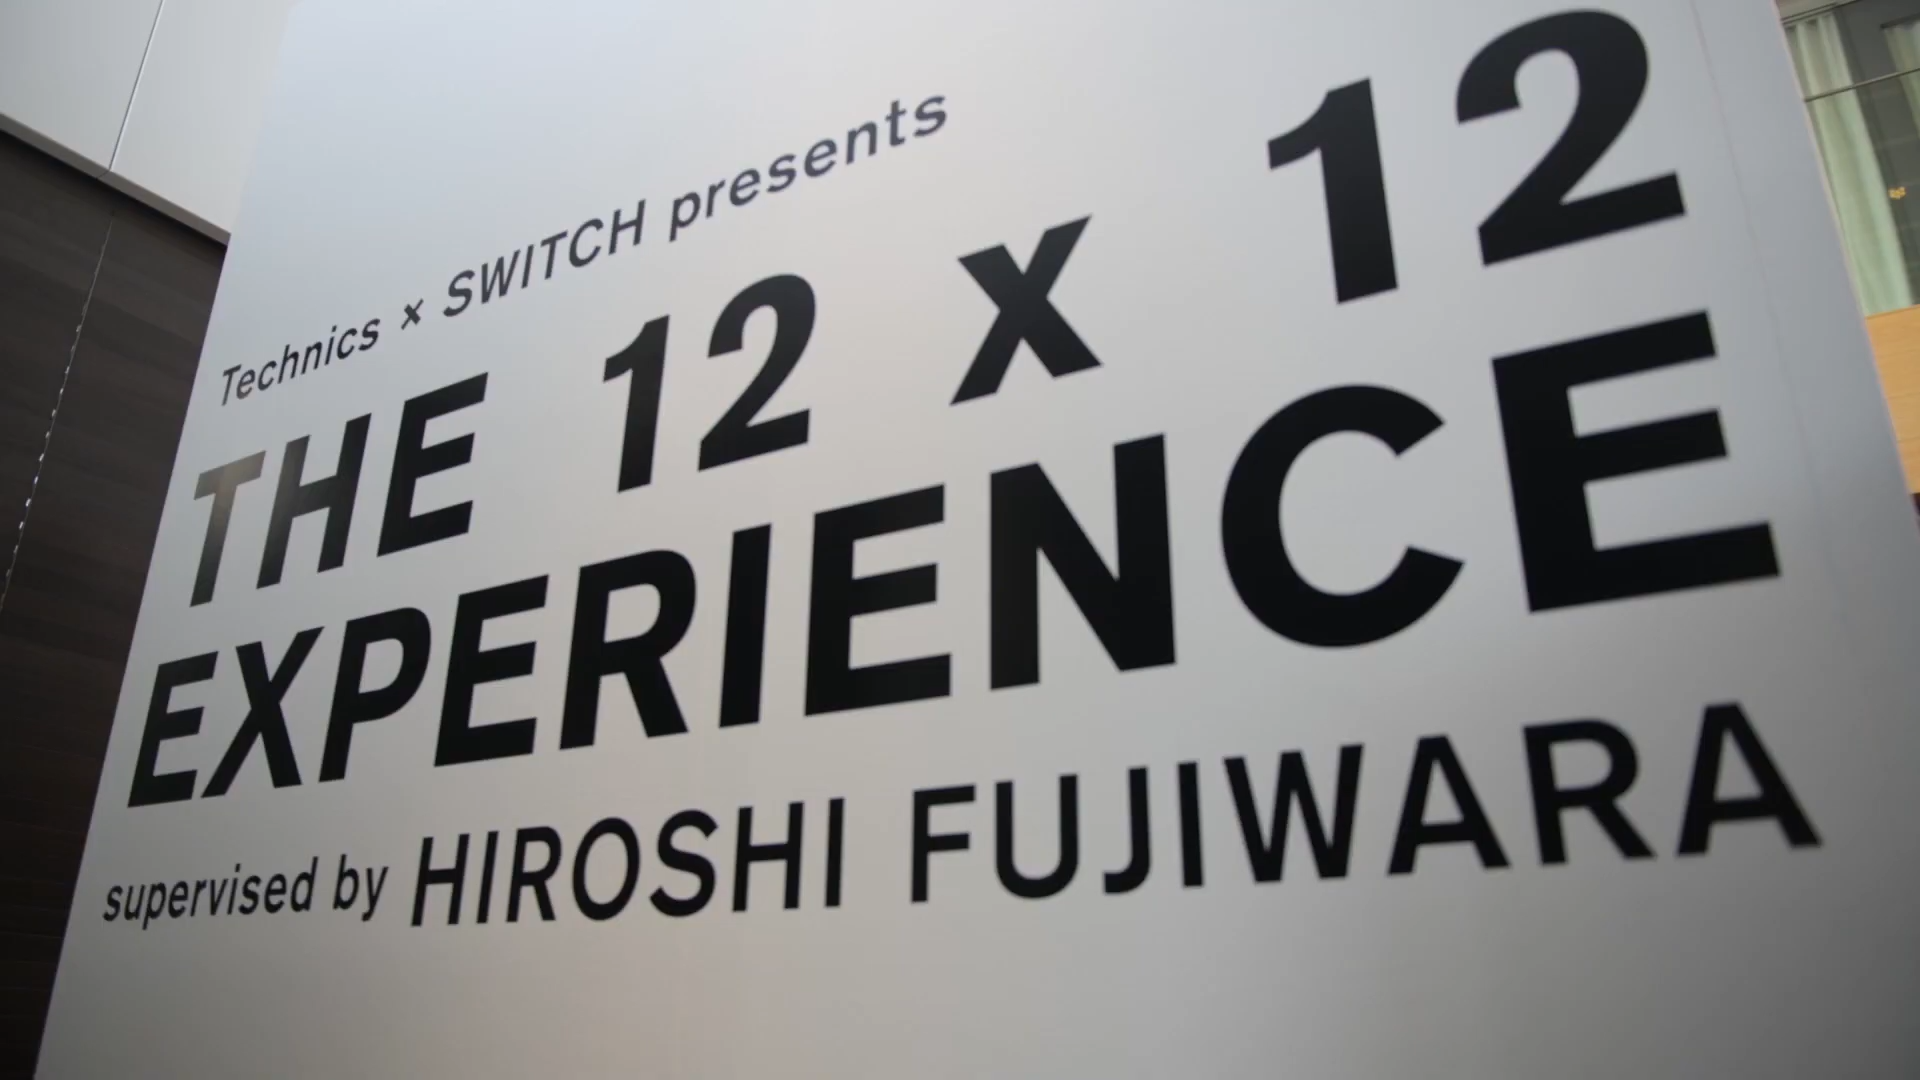 Technics × SWITCH presents
THE 12 x 12
EXPERIENCE
supervised by HIROSHI FUJIWARA